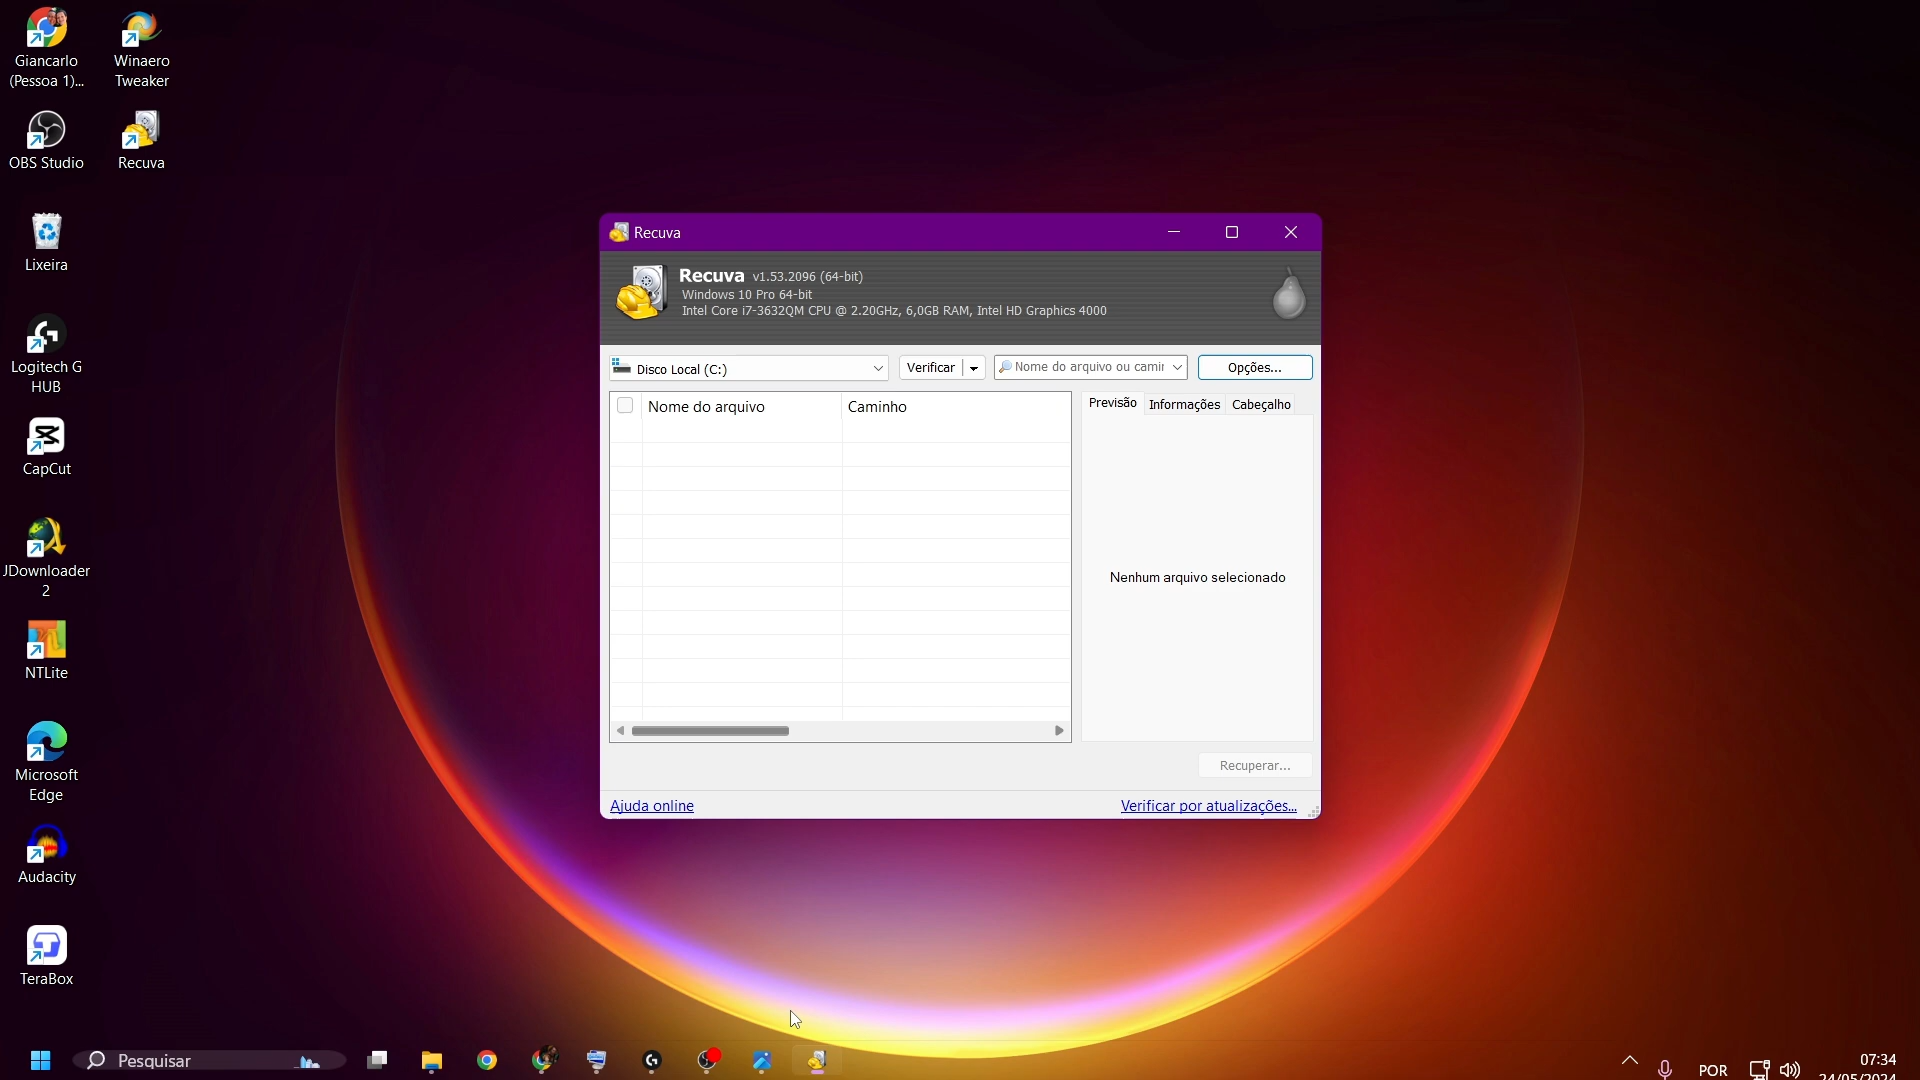 Giancarlo
(Pessoa 1)...
Winaero
Tweaker
OBS Studio
Recuva
Lixeira
Logitech G
HUB
CapCut
JDownloader
2
NTLite
Microsoft
Edge
Audacity
TeraBox
Recuva
Recuva v1.53.2096 (64-bit)
Windows 10 Pro 64-bit
Intel Core i7-3632QM CPU @ 2.20GHz, 6,0GB RAM, Intel HD Graphics 4000
Disco Local (C:)
Verificar
Nome do arquivo ou camir
Opções...
Nome do arquivo
Caminho
Previsão
Informações
Cabeçalho
Nenhum arquivo selecionado
Recuperar...
Ajuda online
Verificar por atualizações...
Pesquisar
POR
07:34
24/05/2024